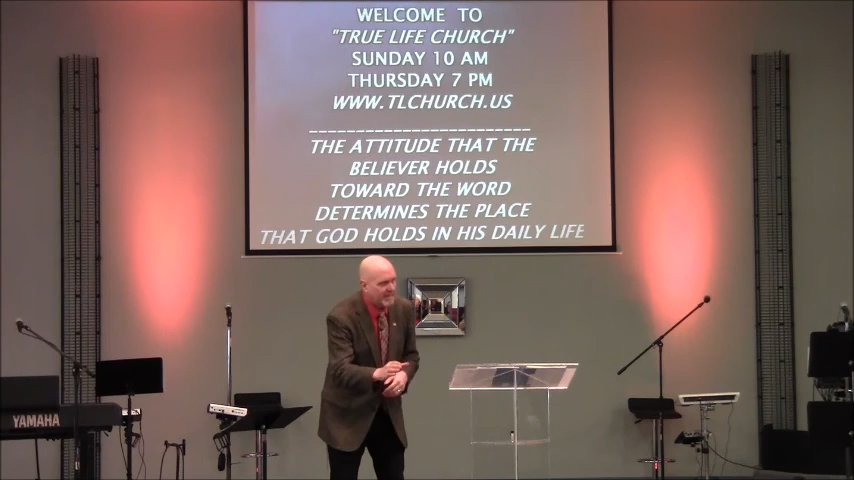 WELCOME TO
"TRUE LIFE CHURCH"
SUNDAY 10 AM
THURSDAY 7 PM
WWW.TLCHURCH.US
THE ATTITUDE THAT THE
BELIEVER HOLDS
TOWARD THE WORD
DETERMINES THE PLACE
THAT GOD HOLDS IN HIS DAILY LIFE
YAMAHA